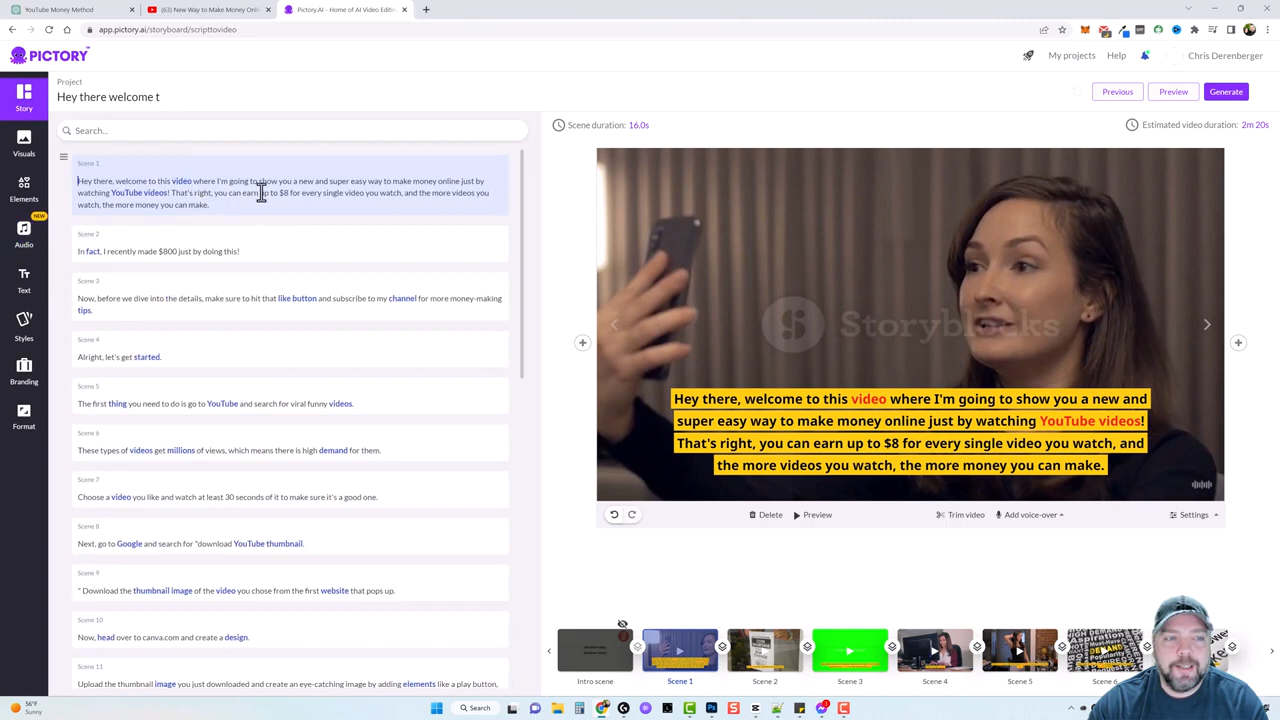 YouTube Money Method
(63) New Way to Make Money Onli
Pictory.AI - Home of AI Video Editin
app.pictory.ai/storyboard/scripttovideo
PICTORY
My projects
Help
Chris Derenberger
Project
Hey there welcome t
Previous
Preview
Generate
Story
Visuals
Elements
NEW
Audio
Text
Styles
Branding
Format
Search...
Scene duration: 16.0s
Estimated video duration: 2m 20s
Scene 1
Hey there, welcome to this video where I'm going to show you a new and super easy way to make money online just by
watching YouTube videos! That's right, you can earn up to $8 for every single video you watch, and the more videos you
watch, the more money you can make.
Scene 2
In fact, I recently made $800 just by doing this!
Scene 3
Now, before we dive into the details, make sure to hit that like button and subscribe to my channel for more money-making
tips.
Scene 4
Alright, let's get started.
Scene 5
The first thing you need to do is go to YouTube and search for viral funny videos.
Scene 6
These types of videos get millions of views, which means there is high demand for them.
Scene 7
Choose a video you like and watch at least 30 seconds of it to make sure it's a good one.
Scene 8
Next, go to Google and search for "download YouTube thumbnail.
Scene 9
" Download the thumbnail image of the video you chose from the first website that pops up.
Scene 10
Now, head over to canva.com and create a design.
Scene 11
Upload the thumbnail image you just downloaded and create an eye-catching image by adding elements like a play button,
Storyblocks
Hey there, welcome to this video where I'm going to show you a new and
super easy way to make money online just by watching YouTube videos!
That's right, you can earn up to $8 for every single video you watch, and
the more videos you watch, the more money you can make.
Delete
Preview
Trim video
Add voice-over
Settings
Intro scene
Scene 1
Scene 2
Scene 3
Scene 4
Scene 5
Scene 6
56°F
Sunny
Search